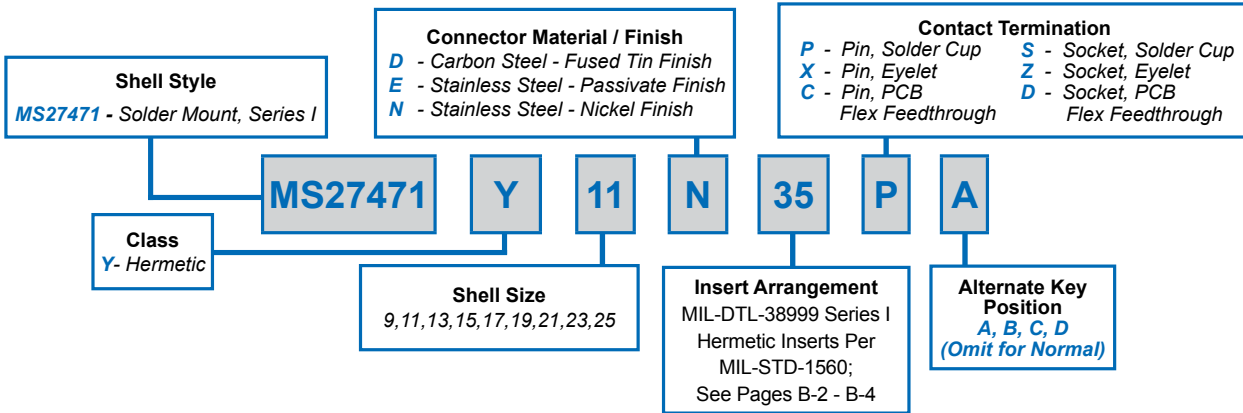 Shell Style
MS27471 - Solder Mount, Series I
Connector Material / Finish
D - Carbon Steel - Fused Tin Finish
E - Stainless Steel - Passivate Finish
N - Stainless Steel - Nickel Finish
Contact Termination
P - Pin, Solder Cup
X - Pin, Eyelet
C - Pin, PCB
Flex Feedthrough
S - Socket, Solder Cup
Z - Socket, Eyelet
D - Socket, PCB
Flex Feedthrough
MS27471 Y 11 N 35 P A
Class
Y- Hermetic
Shell Size
9,11,13,15,17,19,21,23,25
Insert Arrangement
MIL-DTL-38999 Series I
Hermetic Inserts Per
MIL-STD-1560;
See Pages B-2 - B-4
Alternate Key
Position
A, B, C, D
(Omit for Normal)